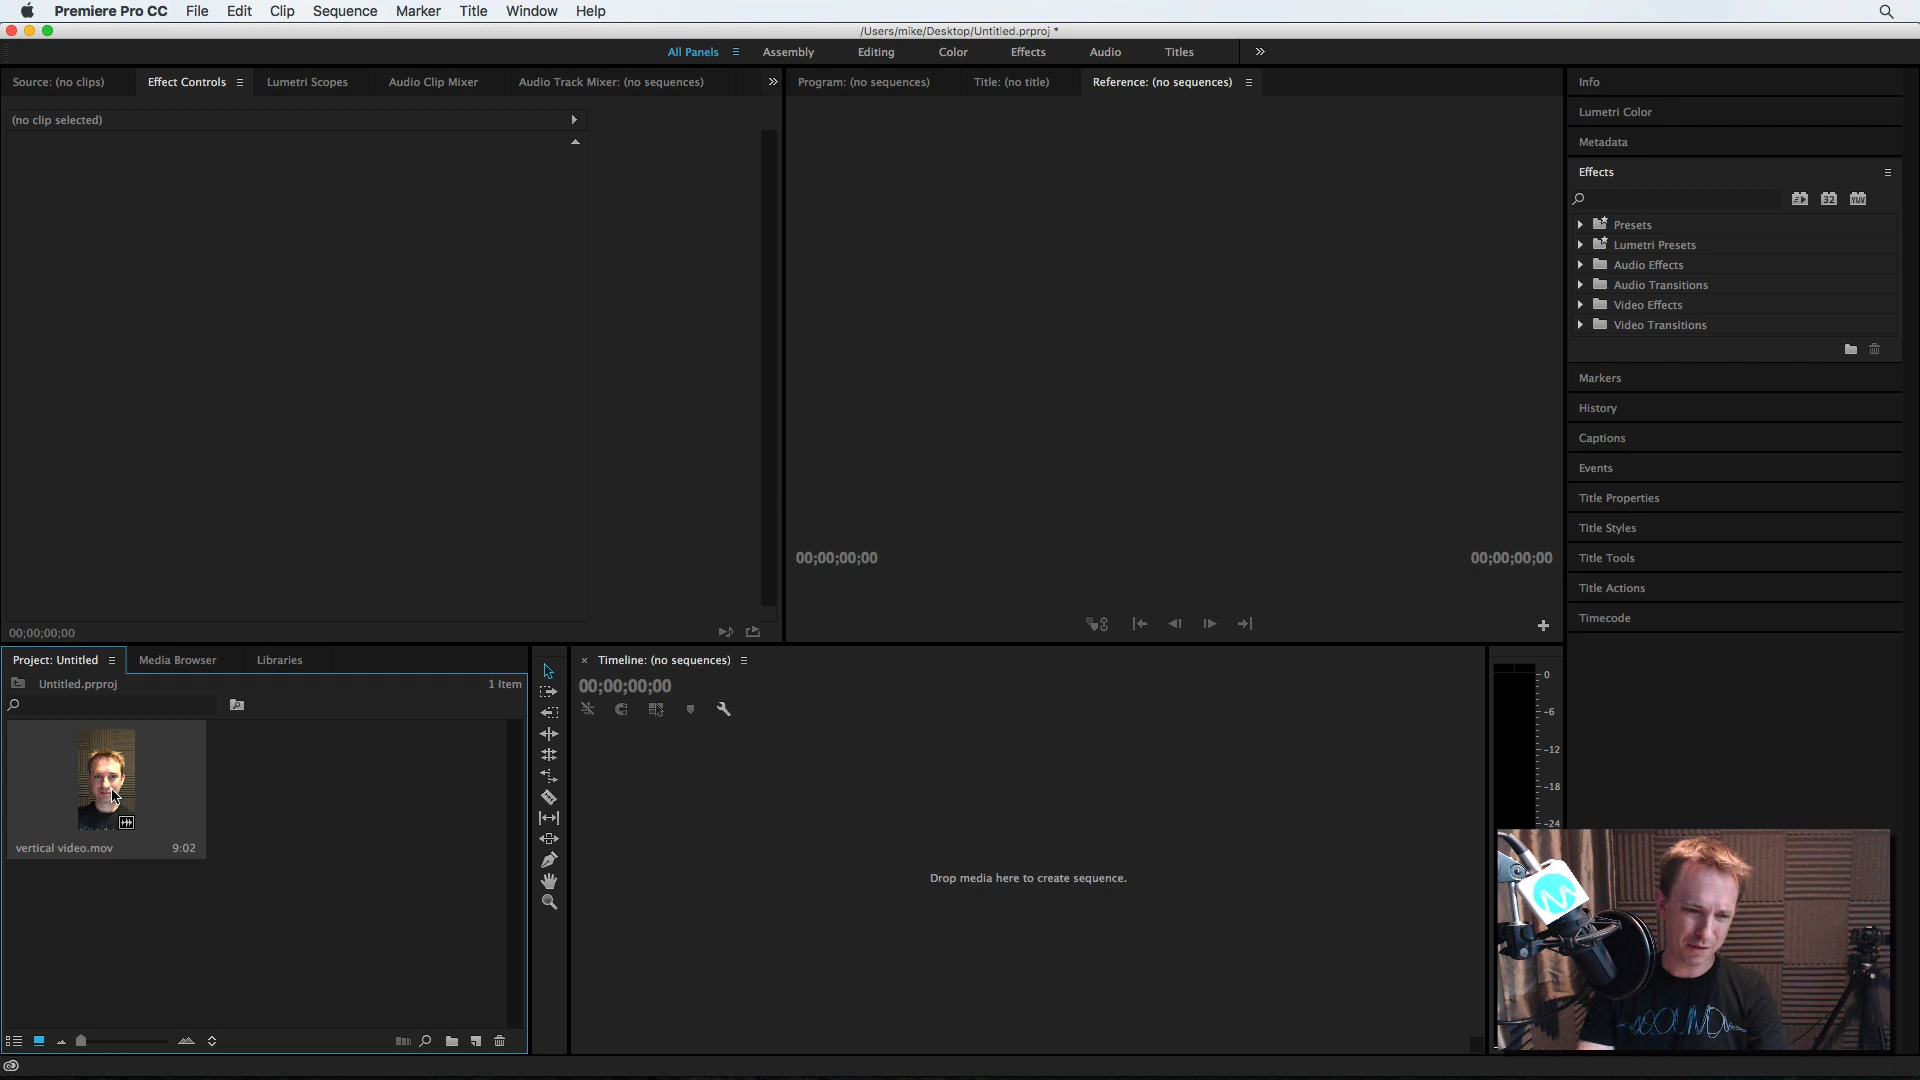 Premiere Pro CC File Edit Clip Sequence Marker Title Window Help
/Users/mike/Desktop/Untitled.prproj *
All Panels Assembly Editing Color Effects Audio Titles
Source: (no clips) Effect Controls Lumetri Scopes Audio Clip Mixer Audio Track Mixer: (no sequences)
Program: (no sequences) Title: (no title) Reference: (no sequences)
(no clip selected)
00;00;00;00
00;00;00;00 00;00;00;00
Info
Lumetri Color
Metadata
Effects
32 YUV
Presets
Lumetri Presets
Audio Effects
Audio Transitions
Video Effects
Video Transitions
Markers
History
Captions
Events
Title Properties
Title Styles
Title Tools
Title Actions
Timecode
Project: Untitled Media Browser Libraries
Untitled.prproj 1 Item
vertical video.mov 9:02
Timeline: (no sequences)
00;00;00;00
Drop media here to create sequence.
0
-6
-12
-18
-24